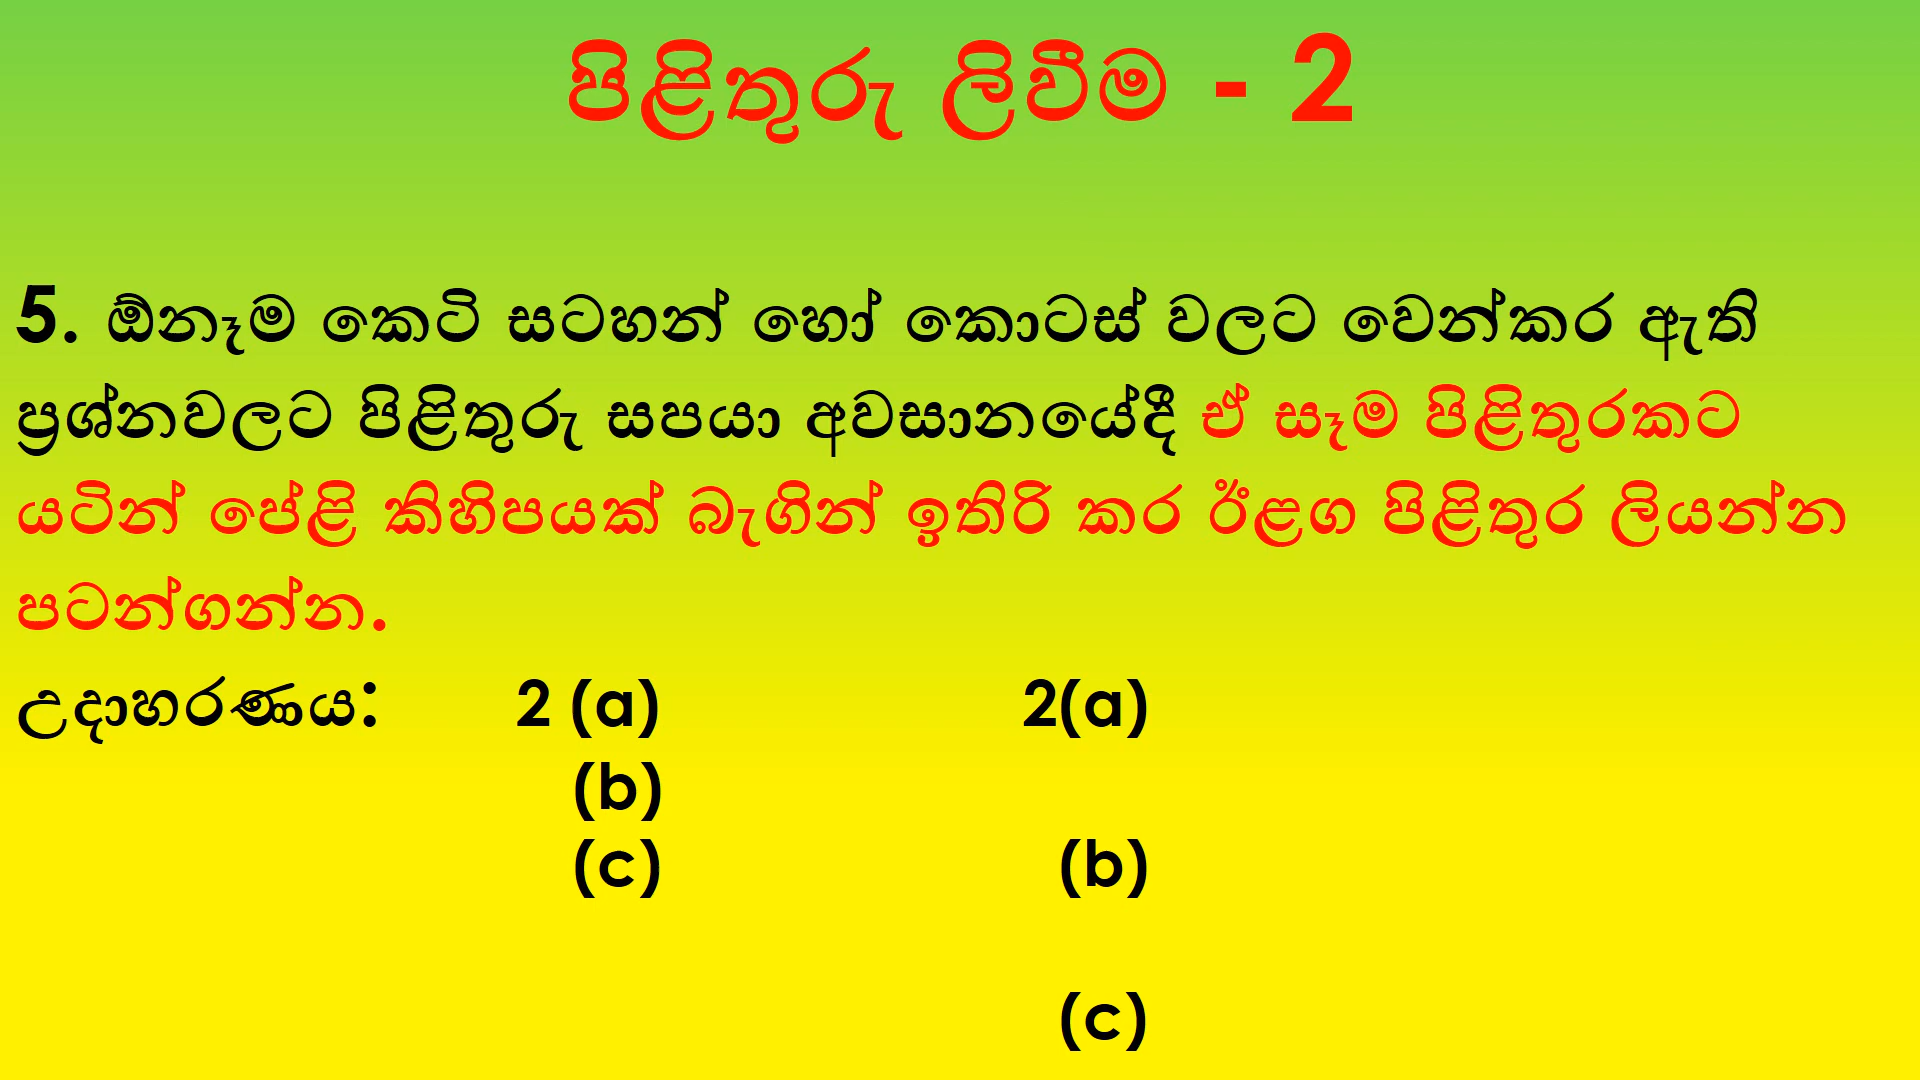 පිළිතුරු ලිවීම - 2
5. ඕනෑම කෙටි සටහන් හෝ කොටස් වලට වෙන්කර ඇති
ප්‍රශ්නවලට පිළිතුරු සපයා අවසානයේදී ඒ සෑම පිළිතුරකට
යටින් පේළි කිහිපයක් බැගින් ඉතිරි කර ඊළග පිළිතුර ලියන්න
පටන්ගන්න.
උදාහරණය: 2 (a) 2(a)
(b)
(c) (b)
(c)